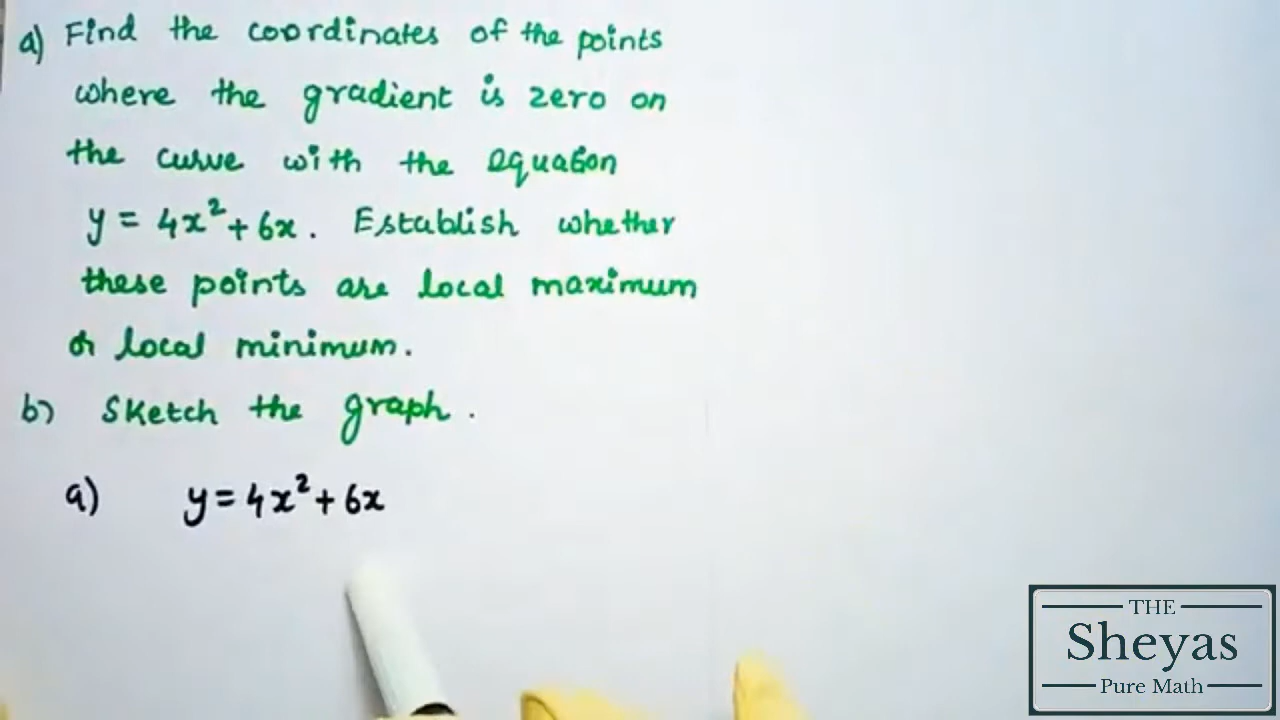 a) Find the coordinates of the points
where the gradient is zero on
the curve with the equation
y = 4x² + 6x. Establish whether
these points are local maximum
or local minimum.
b) Sketch the graph.
a) y = 4x² + 6x
THE
Sheyas
Pure Math